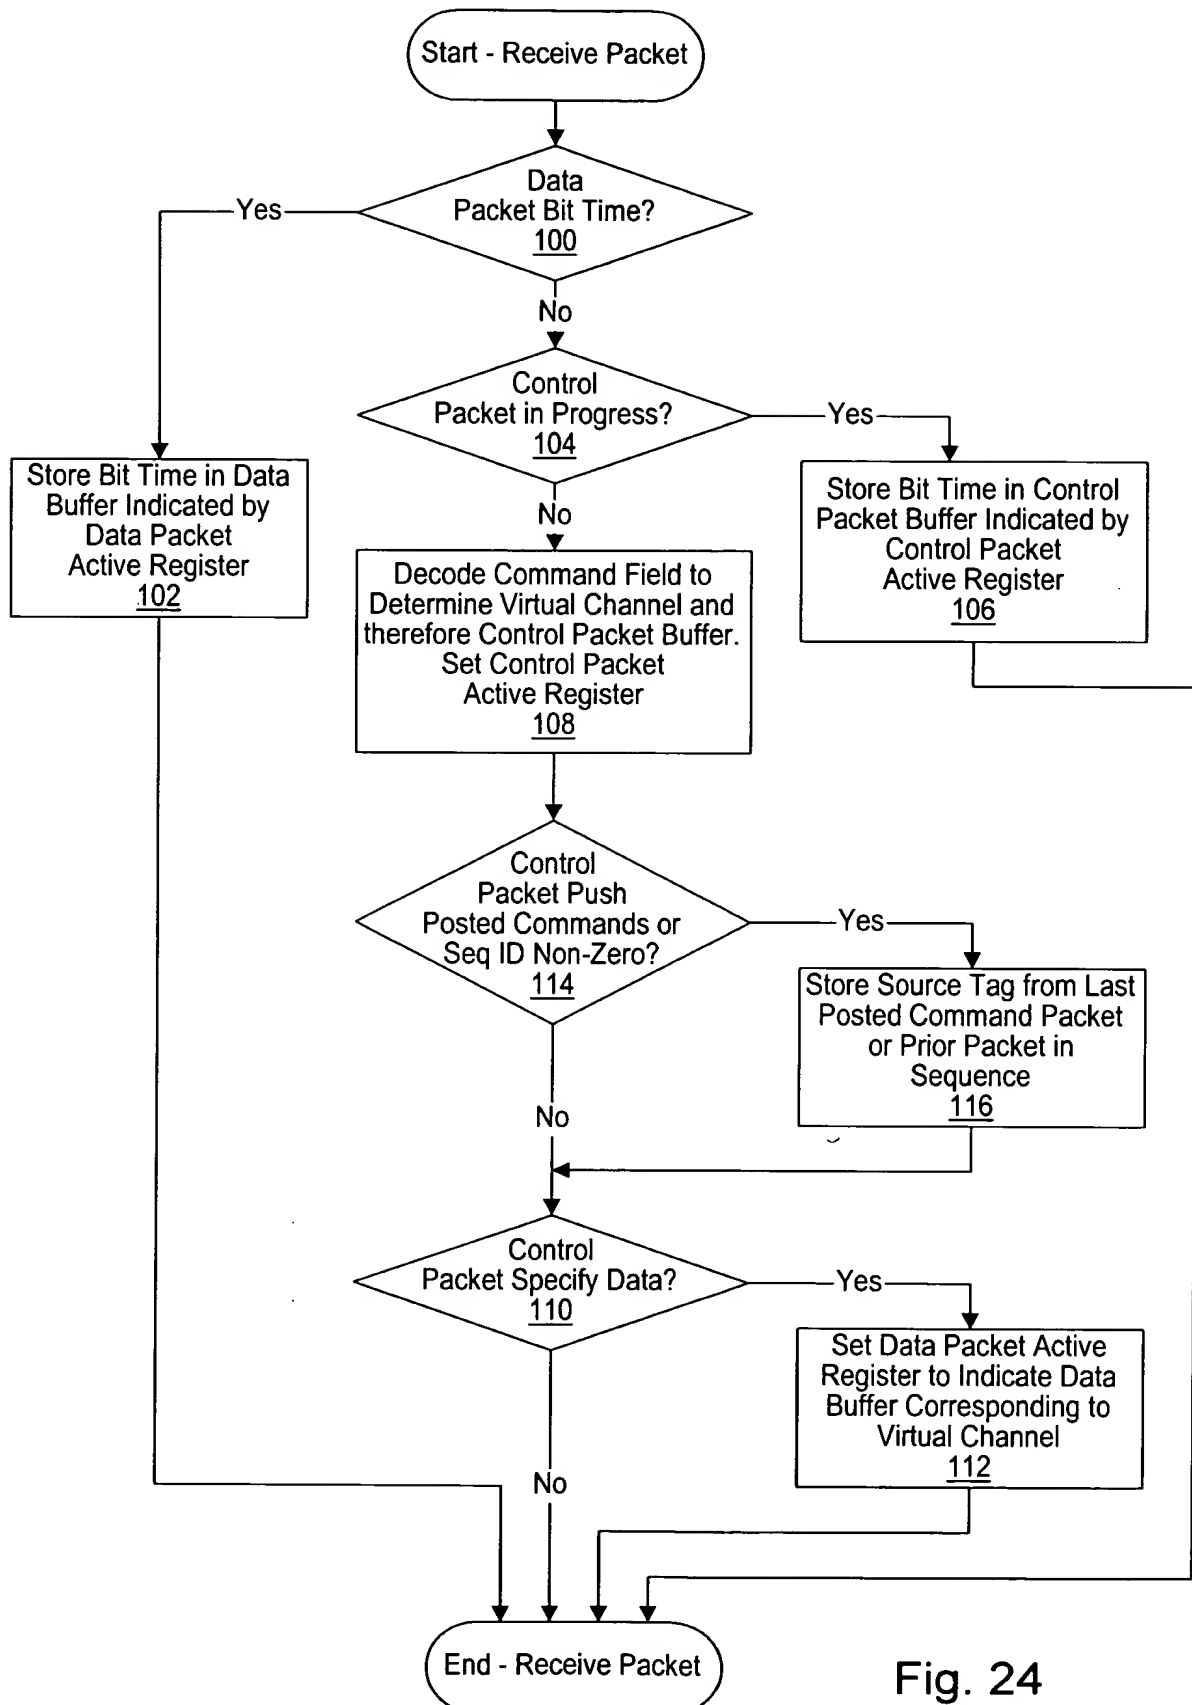 Start - Receive Packet
Data
Packet Bit Time?
100
Yes
No
Control
Packet in Progress?
104
Yes
No
Store Bit Time in Data
Buffer Indicated by
Data Packet
Active Register
102
Store Bit Time in Control
Packet Buffer Indicated by
Control Packet
Active Register
106
Decode Command Field to
Determine Virtual Channel and
therefore Control Packet Buffer.
Set Control Packet
Active Register
108
Control
Packet Push
Posted Commands or
Seq ID Non-Zero?
114
Yes
No
Store Source Tag from Last
Posted Command Packet
or Prior Packet in
Sequence
116
Control
Packet Specify Data?
110
Yes
No
Set Data Packet Active
Register to Indicate Data
Buffer Corresponding to
Virtual Channel
112
End - Receive Packet
Fig. 24